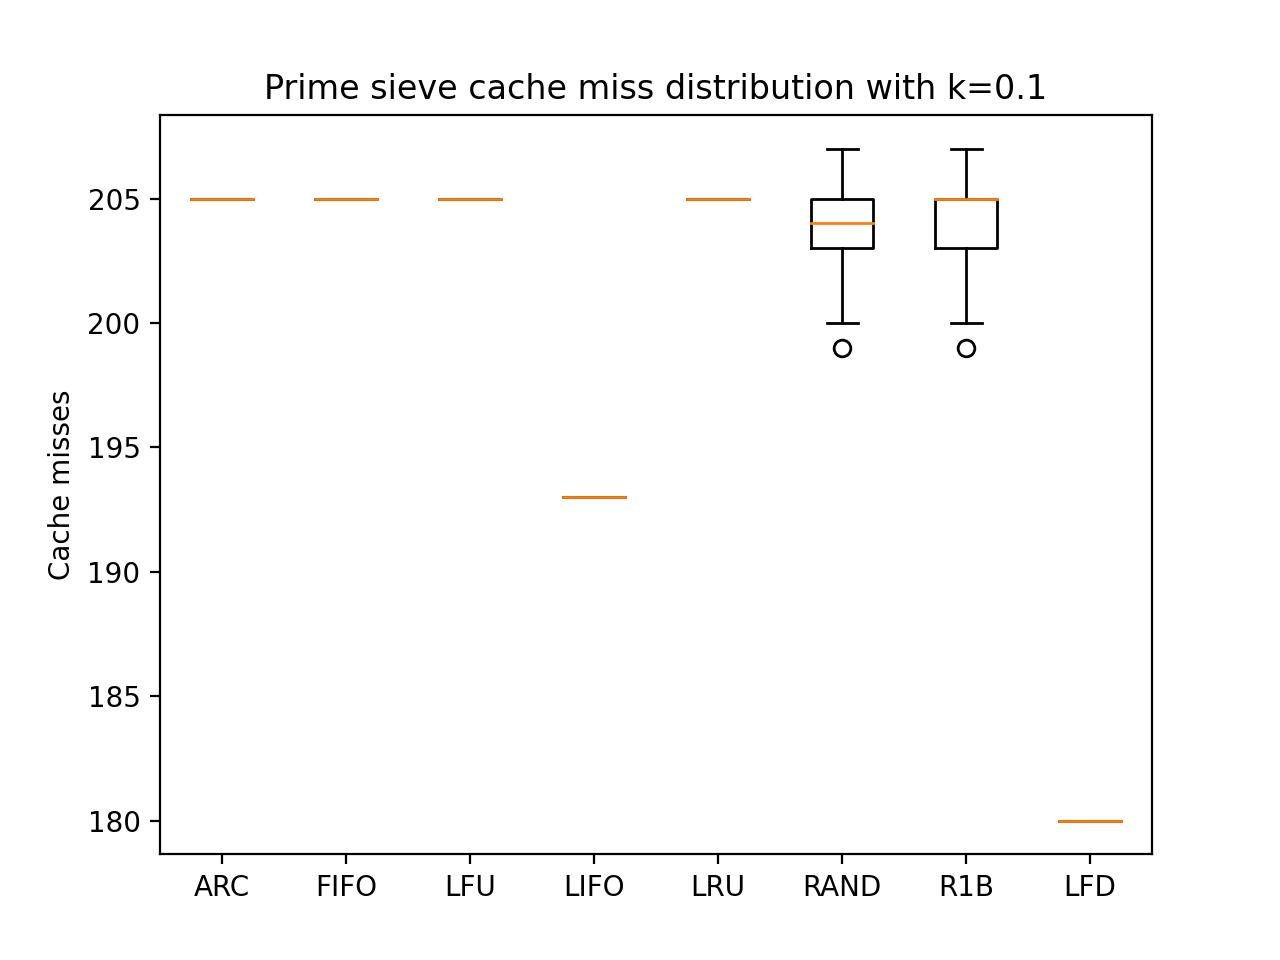 Prime sieve cache miss distribution with k=0.1
Cache misses
205
200
195
190
185
180
ARC FIFO LFU LIFO LRU RAND R1B LFD